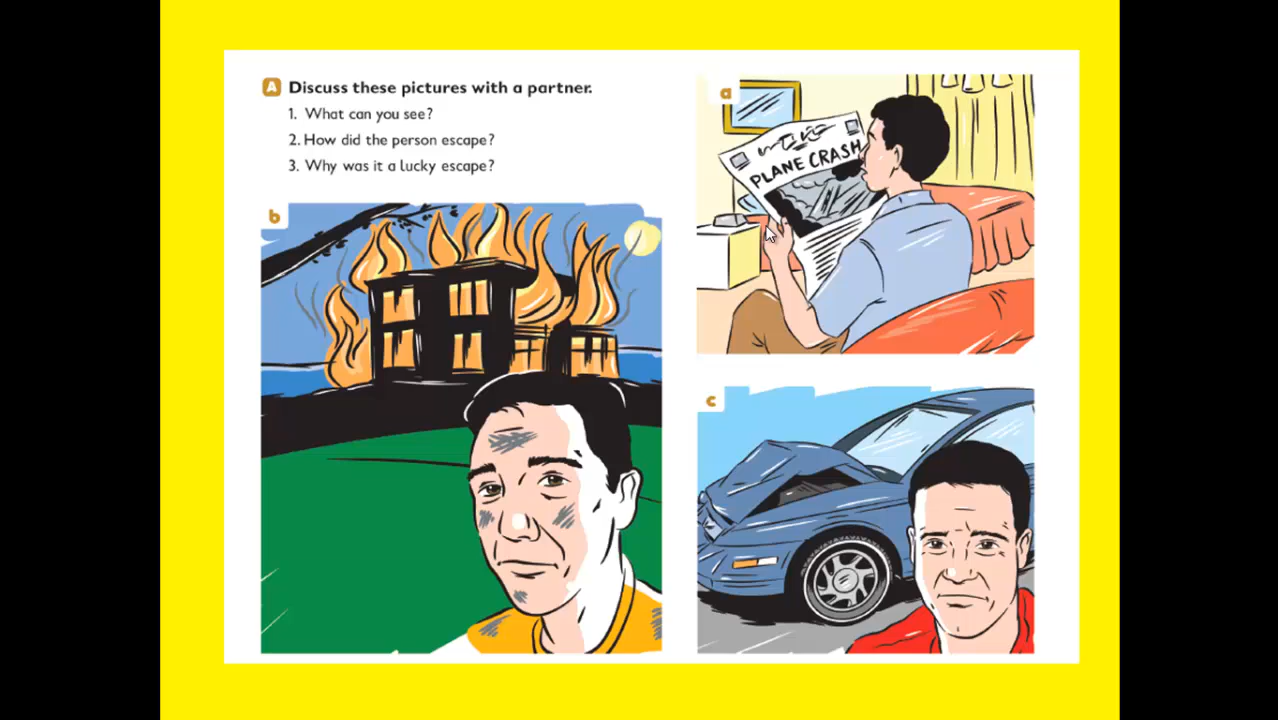 A Discuss these pictures with a partner.
1. What can you see?
2. How did the person escape?
3. Why was it a lucky escape?
a
PLANE CRASH
b
c